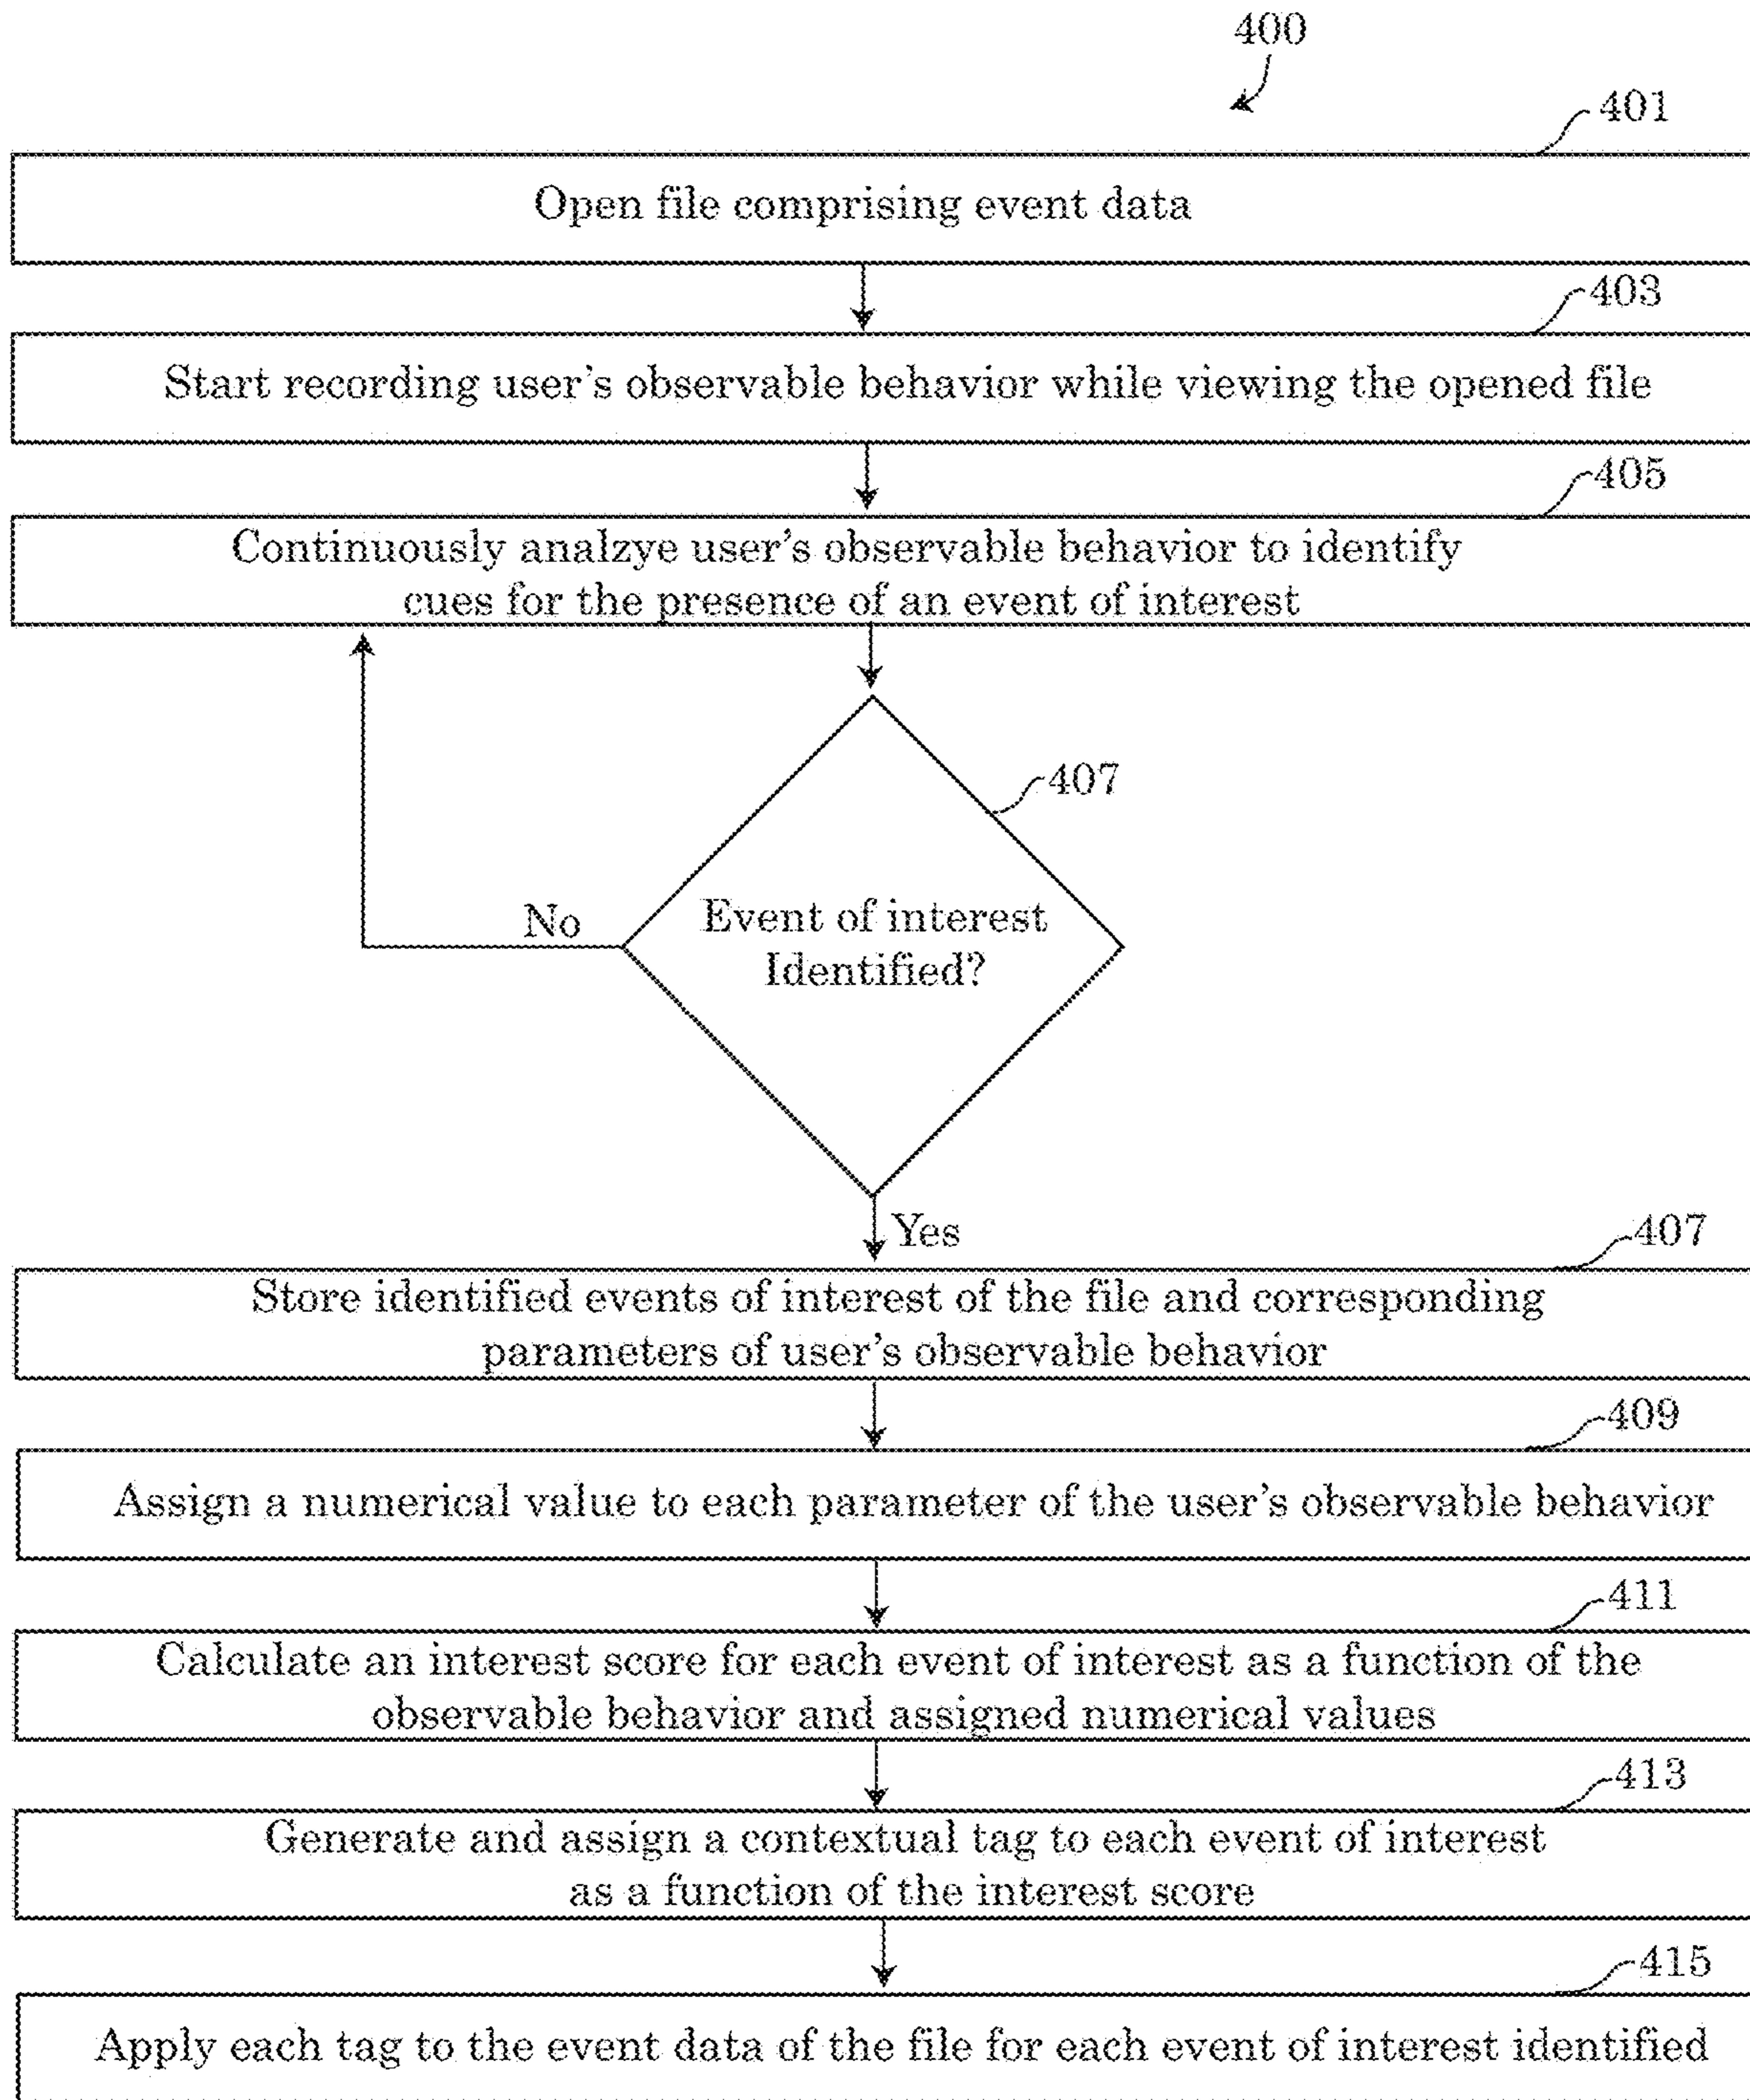 400
401
Open file comprising event data
403
Start recording user's observable behavior while viewing the opened file
405
Continuously analzye user's observable behavior to identify
cues for the presence of an event of interest
407
No
Event of interest
Identified?
Yes
407
Store identified events of interest of the file and corresponding
parameters of user's observable behavior
409
Assign a numerical value to each parameter of the user's observable behavior
411
Calculate an interest score for each event of interest as a function of the
observable behavior and assigned numerical values
413
Generate and assign a contextual tag to each event of interest
as a function of the interest score
415
Apply each tag to the event data of the file for each event of interest identified